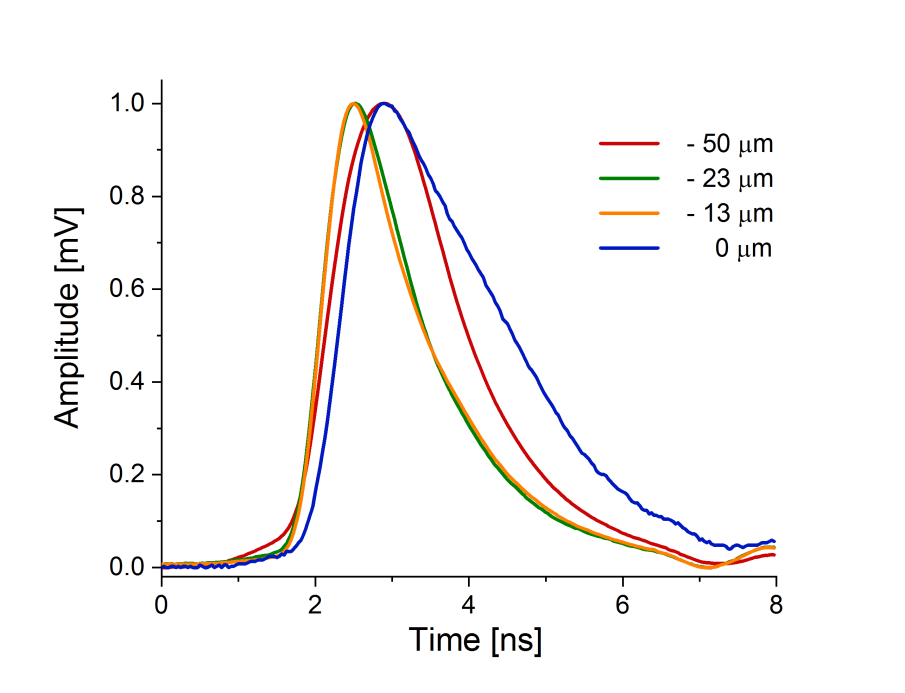 1.0
0.8
0.6
0.4
0.2
0.0
Amplitude [mV]
- 50 μm
- 23 μm
- 13 μm
0 μm
0 2 4 6 8
Time [ns]